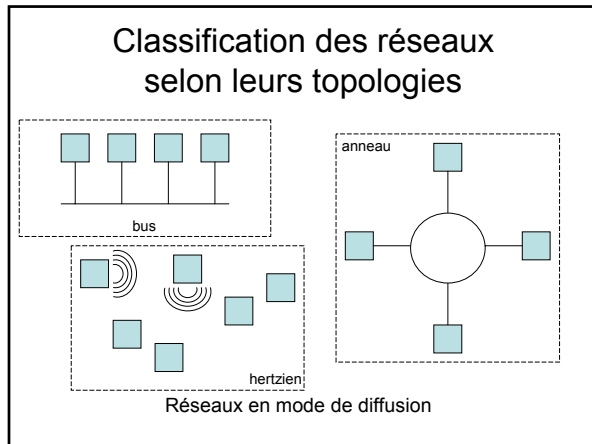 Classification des réseaux
selon leurs topologies
bus
anneau
hertzien
Réseaux en mode de diffusion